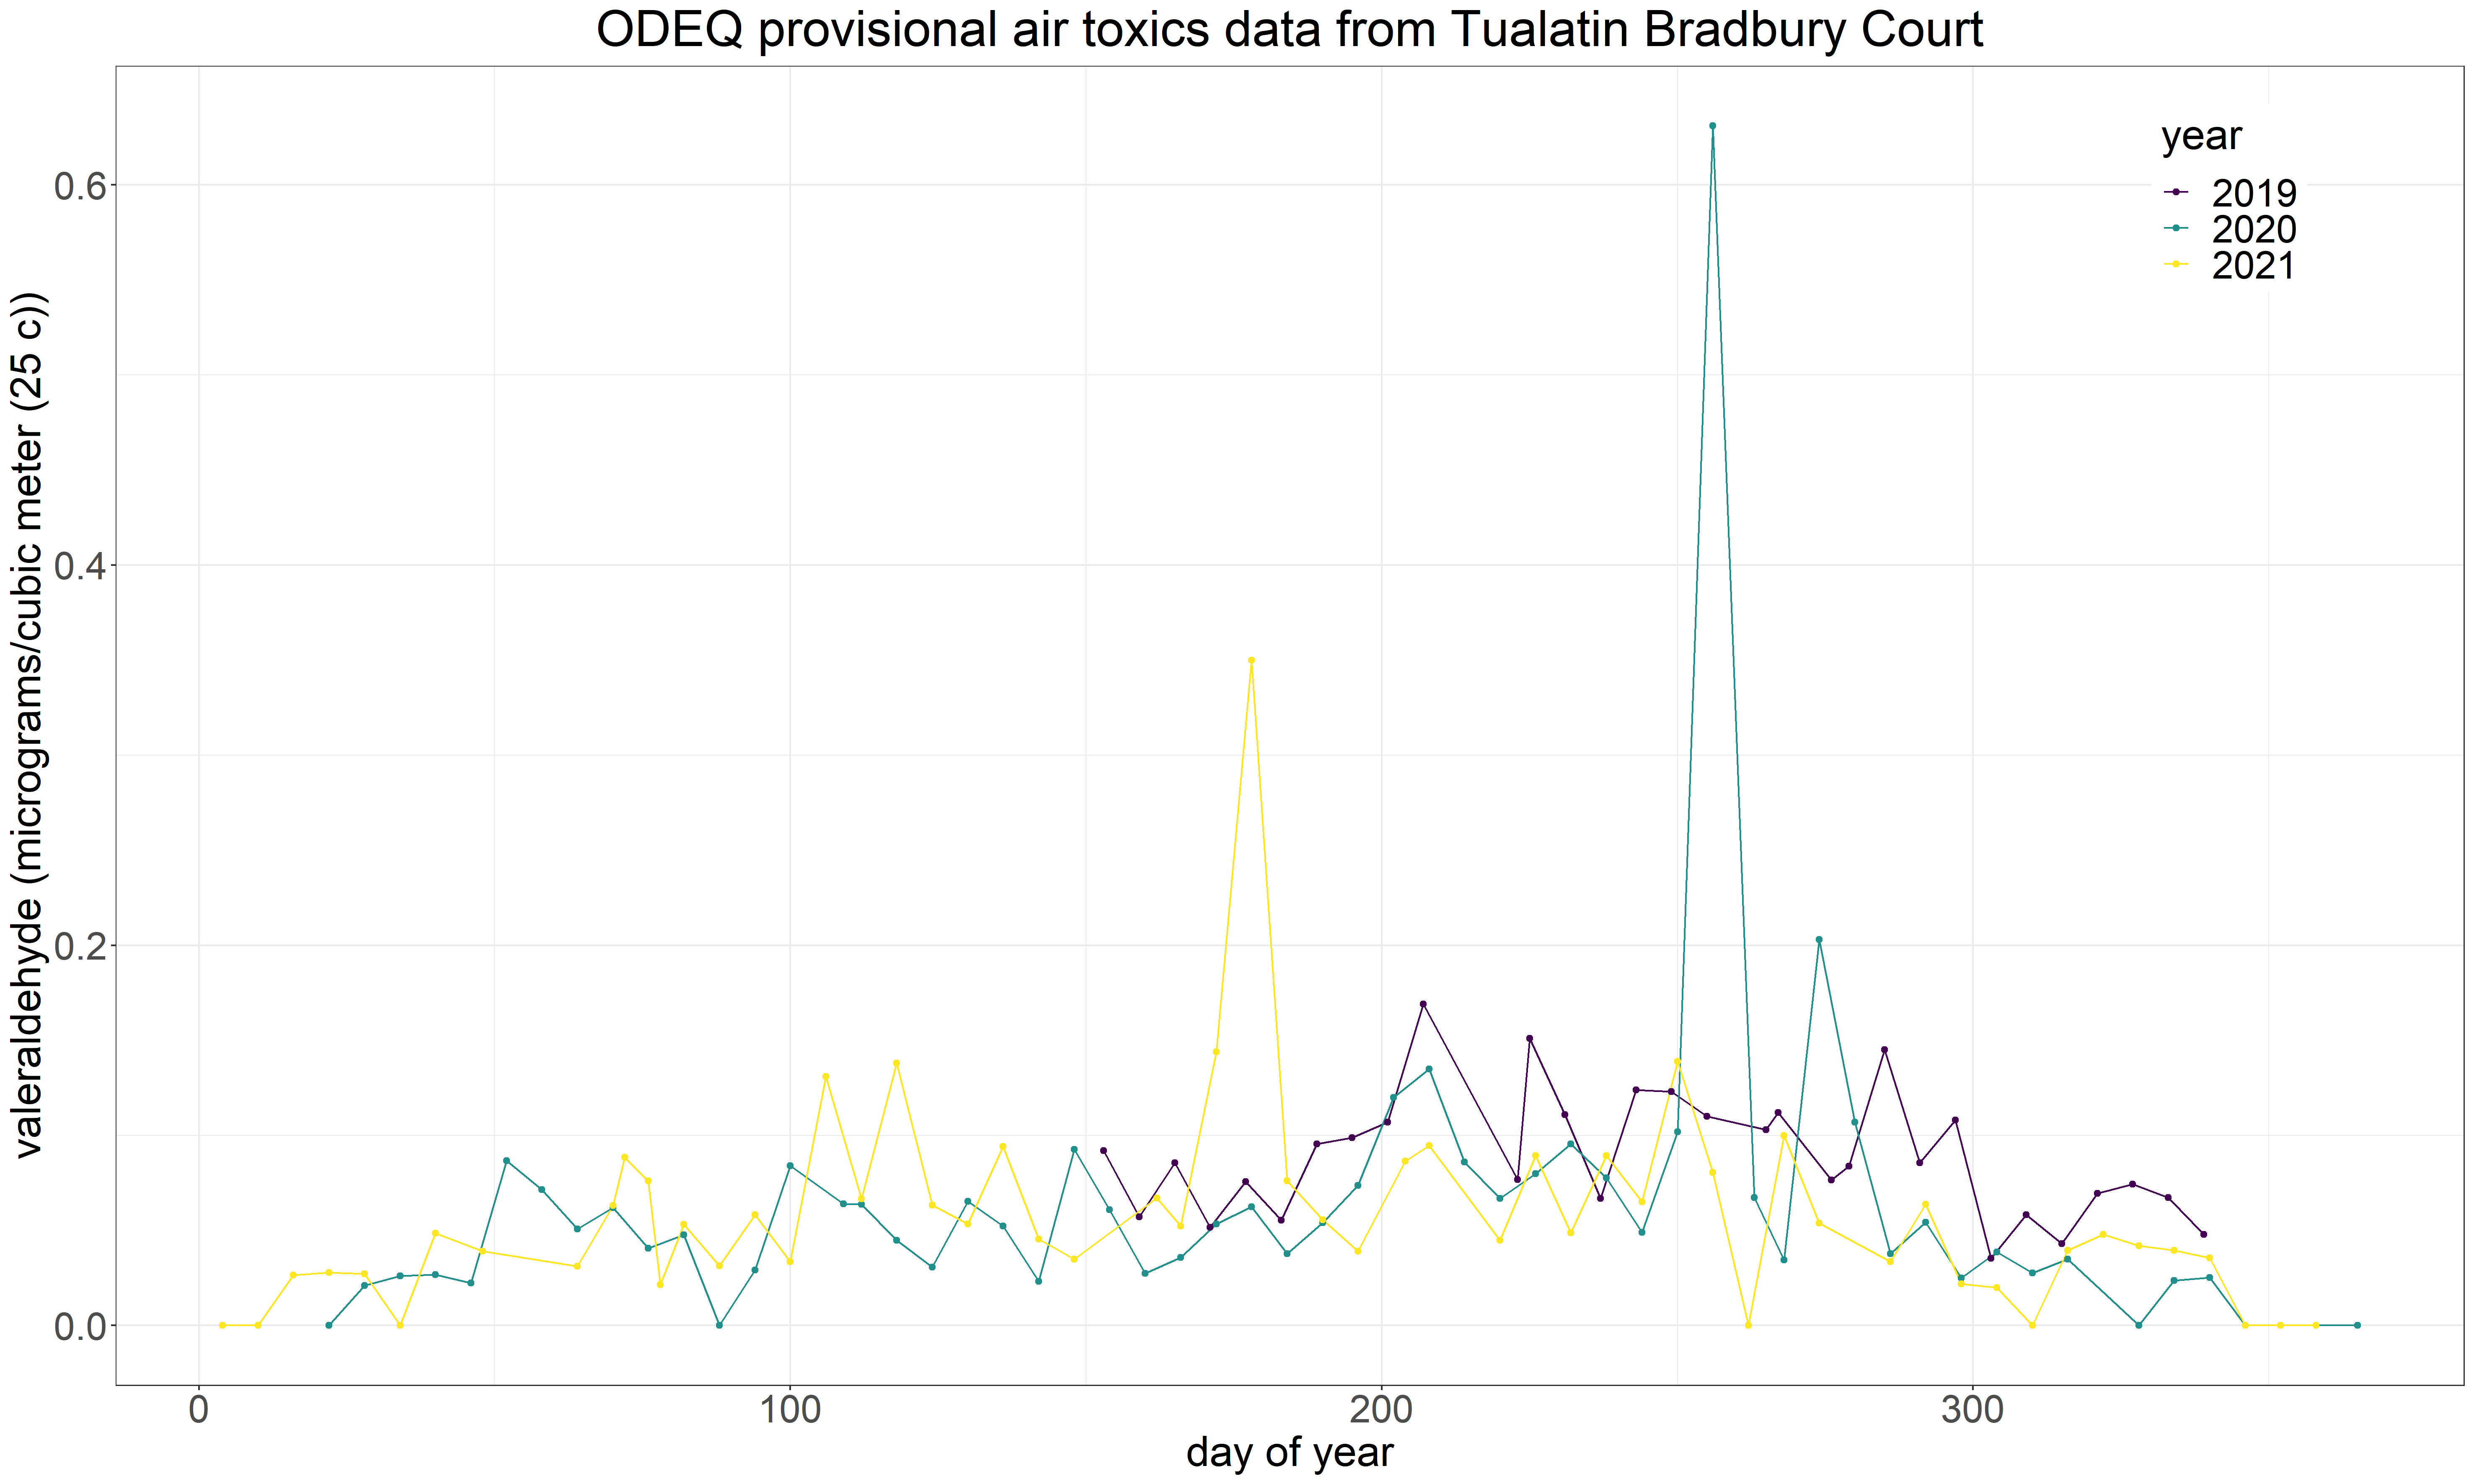 ODEQ provisional air toxics data from Tualatin Bradbury Court
valeraldehyde (micrograms/cubic meter (25 c))
0.6
0.4
0.2
0.0
year
2019
2020
2021
0 100 200 300
day of year